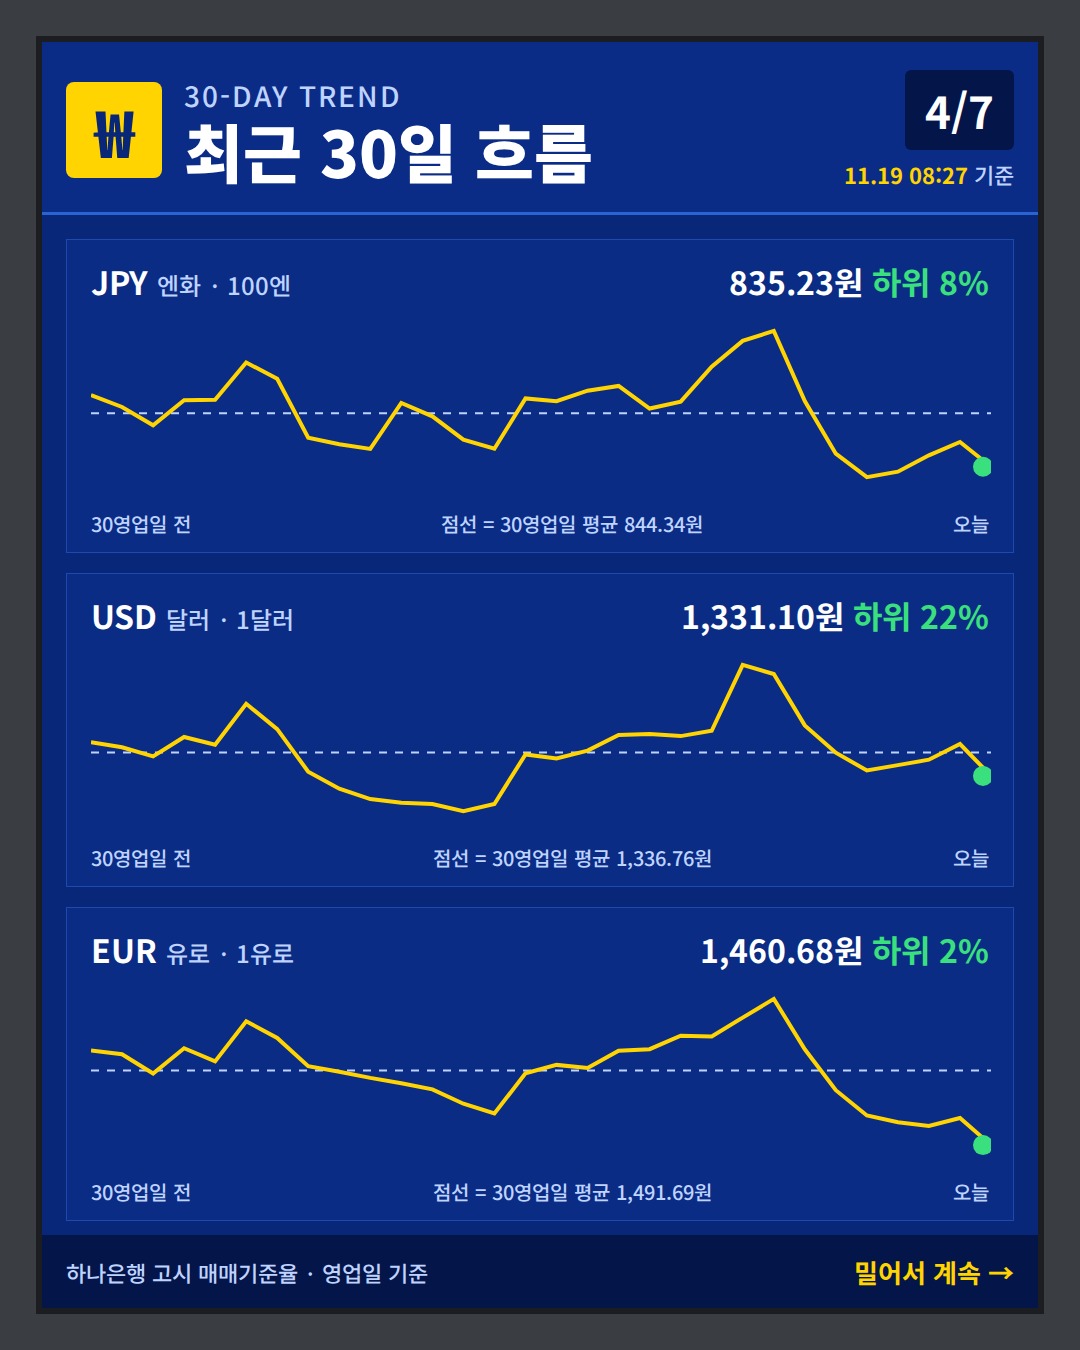 ₩
30-DAY TREND
최근 30일 흐름
4/7
11.19 08:27 기준
JPY 엔화 · 100엔
835.23원 하위 8%
30영업일 전
점선 = 30영업일 평균 844.34원
오늘
USD 달러 · 1달러
1,331.10원 하위 22%
30영업일 전
점선 = 30영업일 평균 1,336.76원
오늘
EUR 유로 · 1유로
1,460.68원 하위 2%
30영업일 전
점선 = 30영업일 평균 1,491.69원
오늘
하나은행 고시 매매기준율 · 영업일 기준
밀어서 계속 →